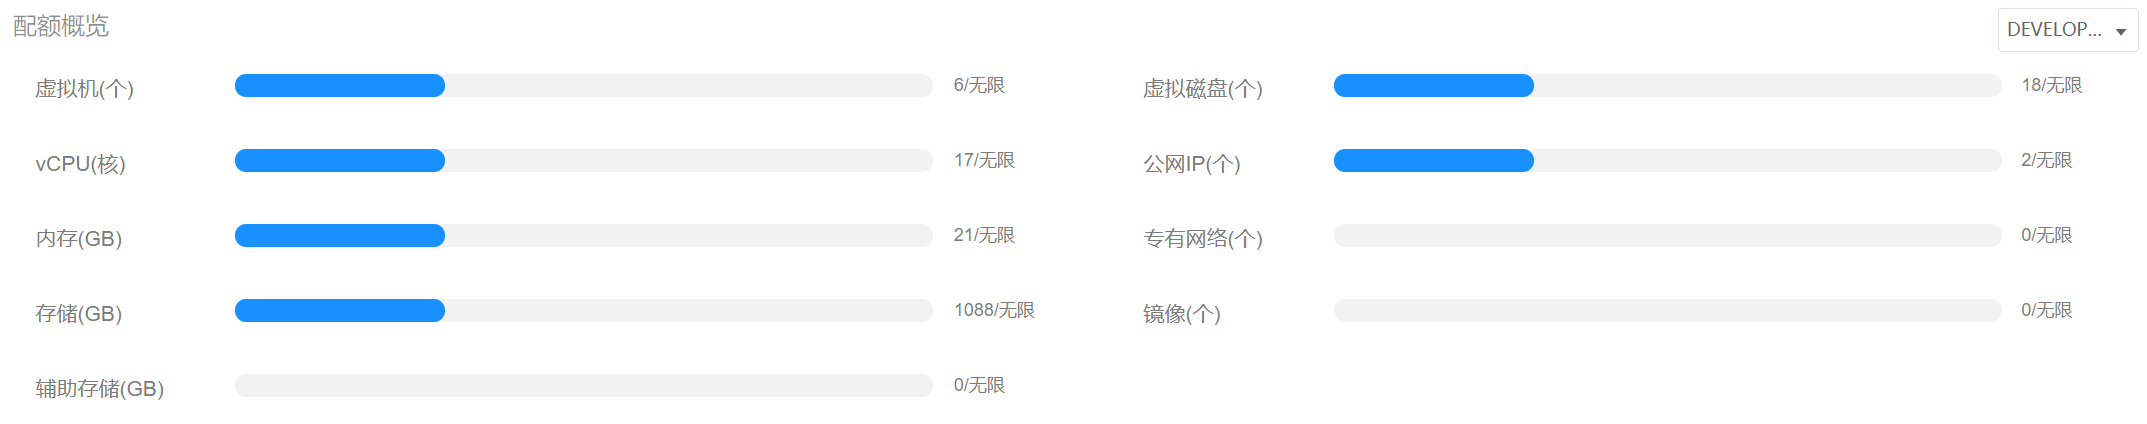 配额概览
DEVELOP...
虚拟机(个) 6/无限
虚拟磁盘(个) 18/无限
vCPU(核) 17/无限
公网IP(个) 2/无限
内存(GB) 21/无限
专有网络(个) 0/无限
存储(GB) 1088/无限
镜像(个) 0/无限
辅助存储(GB) 0/无限